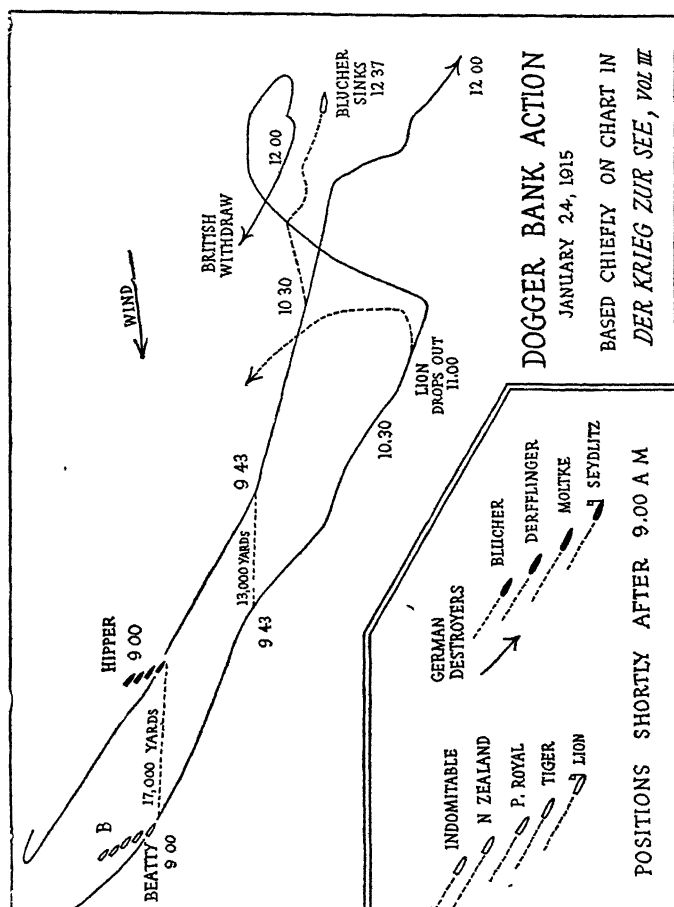 WIND
BLUCHER
SINKS
12 37
BRITISH
WITHDRAW
12 00
12 00
10 30
LION
DROPS OUT
11.00
10.30
9 43
13,000 YARDS
9 43
HIPPER
9 00
17,000 YARDS
B
BEATTY
9 00
DOGGER BANK ACTION
JANUARY 24, 1915
BASED CHIEFLY ON CHART IN
DER KRIEG ZUR SEE, VOL III
GERMAN
DESTROYERS
BLUCHER
DERFFLINGER
MOLTKE
SEYDLITZ
INDOMITABLE
N ZEALAND
P. ROYAL
TIGER
LION
POSITIONS SHORTLY AFTER 9.00 A M